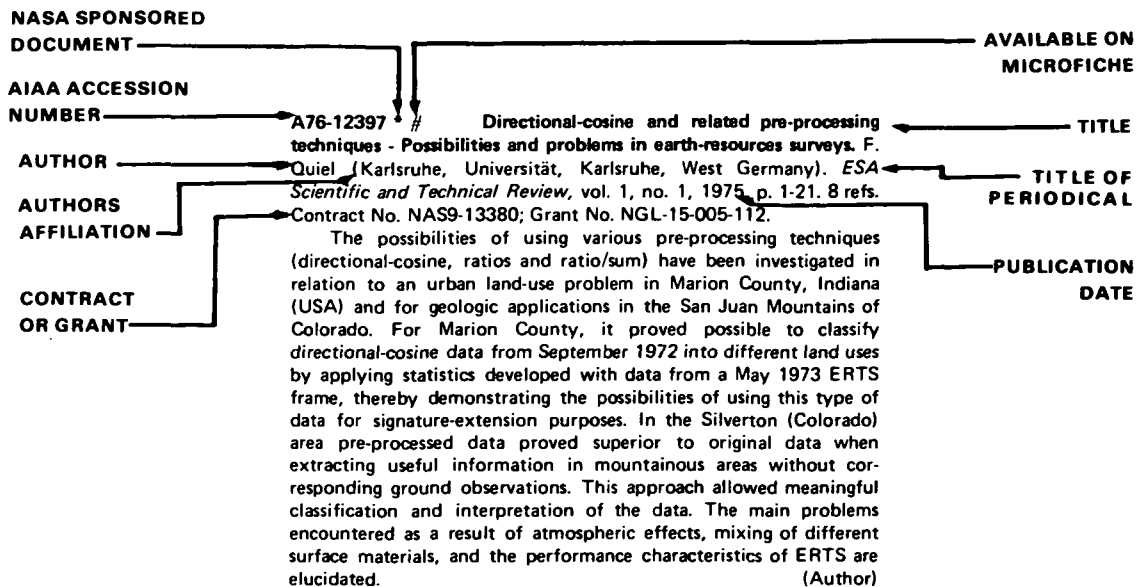 NASA SPONSORED
DOCUMENT
AVAILABLE ON
MICROFICHE
AIAA ACCESSION
NUMBER
A76-12397 * # Directional-cosine and related pre-processing
TITLE
techniques - Possibilities and problems in earth-resources surveys. F.
AUTHOR
Quiel (Karlsruhe, Universität, Karlsruhe, West Germany). ESA
TITLE OF
PERIODICAL
Scientific and Technical Review, vol. 1, no. 1, 1975, p. 1-21. 8 refs.
AUTHORS
AFFILIATION
Contract No. NAS9-13380; Grant No. NGL-15-005-112.
The possibilities of using various pre-processing techniques
(directional-cosine, ratios and ratio/sum) have been investigated in
PUBLICATION
DATE
relation to an urban land-use problem in Marion County, Indiana
CONTRACT
OR GRANT
(USA) and for geologic applications in the San Juan Mountains of
Colorado. For Marion County, it proved possible to classify
directional-cosine data from September 1972 into different land uses
by applying statistics developed with data from a May 1973 ERTS
frame, thereby demonstrating the possibilities of using this type of
data for signature-extension purposes. In the Silverton (Colorado)
area pre-processed data proved superior to original data when
extracting useful information in mountainous areas without cor-
responding ground observations. This approach allowed meaningful
classification and interpretation of the data. The main problems
encountered as a result of atmospheric effects, mixing of different
surface materials, and the performance characteristics of ERTS are
elucidated. (Author)